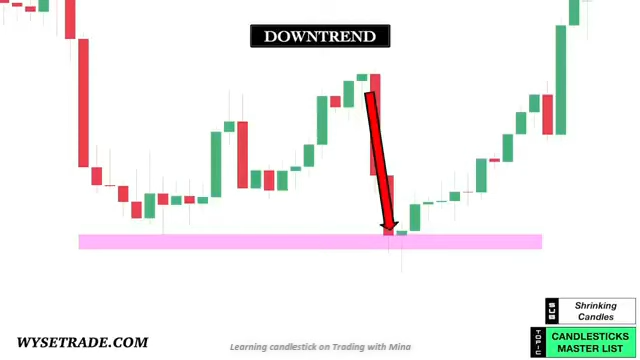 DOWNTREND
SUB
Shrinking
Candles
TOPIC
CANDLESTICKS
MASTER LIST
WYSETRADE.COM
Learning candlestick on Trading with Mina